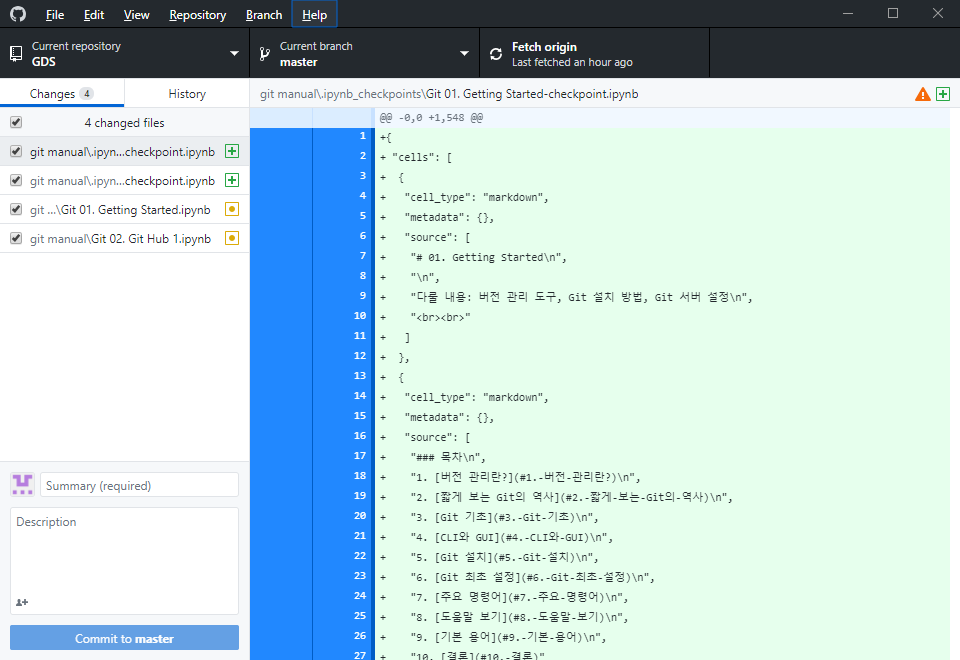 File Edit View Repository Branch Help
Current repository
GDS
Current branch
master
Fetch origin
Last fetched an hour ago
Changes 4
History
git manual\.ipynb_checkpoints\Git 01. Getting Started-checkpoint.ipynb
4 changed files
git manual\.ipyn...checkpoint.ipynb
git manual\.ipyn...checkpoint.ipynb
git ...\Git 01. Getting Started.ipynb
git manual\Git 02. Git Hub 1.ipynb
Summary (required)
Description
Commit to master
@@ -0,0 +1,548 @@
1 +{
2 + "cells": [
3 + {
4 + "cell_type": "markdown",
5 + "metadata": {},
6 + "source": [
7 + "# 01. Getting Started\n",
8 + "\n",
9 + "다룰 내용: 버전 관리 도구, Git 설치 방법, Git 서버 설정\n",
10 + "<br><br>"
11 + ]
12 + },
13 + {
14 + "cell_type": "markdown",
15 + "metadata": {},
16 + "source": [
17 + "### 목차\n",
18 + "1. [버전 관리란?](#1.-버전-관리란?)\n",
19 + "2. [짧게 보는 Git의 역사](#2.-짧게-보는-Git의-역사)\n",
20 + "3. [Git 기초](#3.-Git-기초)\n",
21 + "4. [CLI와 GUI](#4.-CLI와-GUI)\n",
22 + "5. [Git 설치](#5.-Git-설치)\n",
23 + "6. [Git 최초 설정](#6.-Git-최초-설정)\n",
24 + "7. [주요 명령어](#7.-주요-명령어)\n",
25 + "8. [도움말 보기](#8.-도움말-보기)\n",
26 + "9. [기본 용어](#9.-기본-용어)\n",
27 + "10. [결론](#10.-결론)"